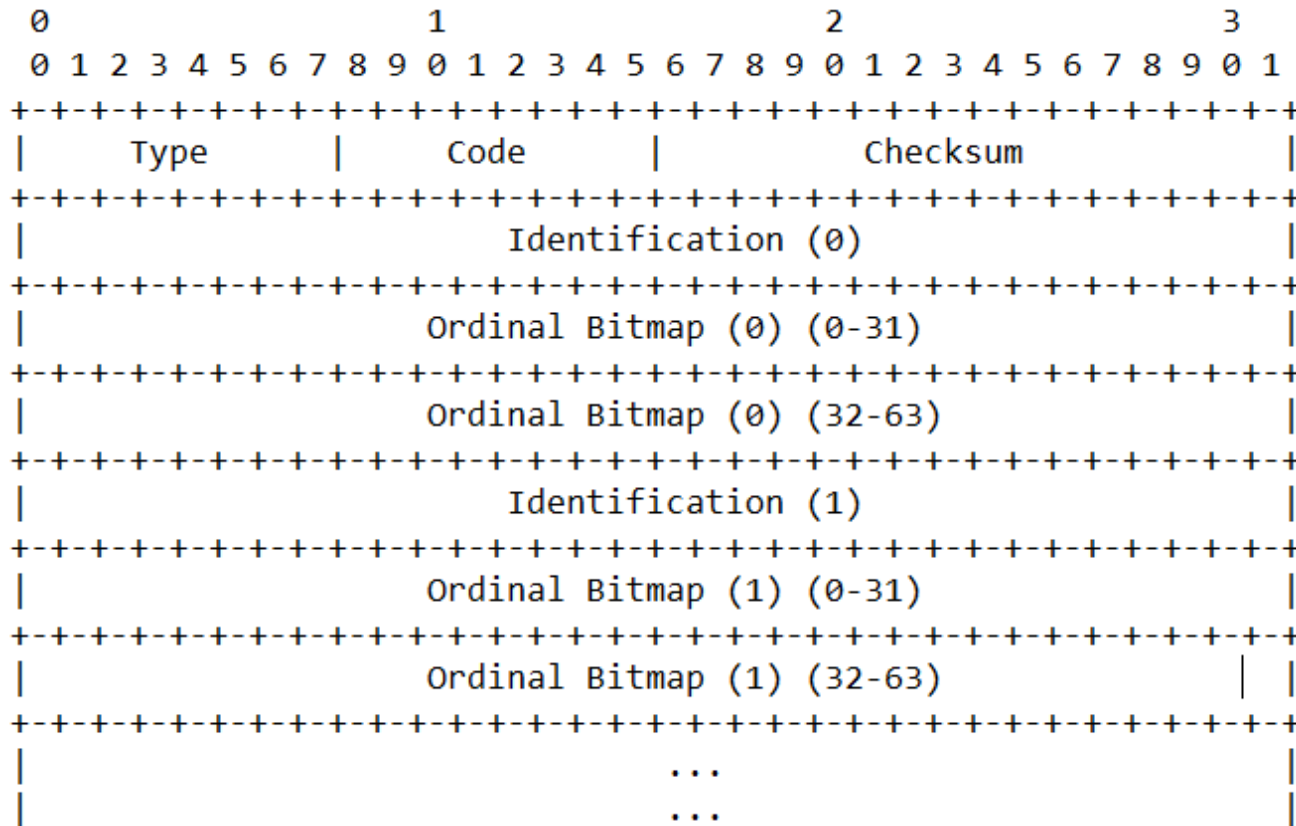 0                   1                   2                   3
0 1 2 3 4 5 6 7 8 9 0 1 2 3 4 5 6 7 8 9 0 1 2 3 4 5 6 7 8 9 0 1
+-+-+-+-+-+-+-+-+-+-+-+-+-+-+-+-+-+-+-+-+-+-+-+-+-+-+-+-+-+-+-+-+
|     Type      |     Code      |          Checksum             |
+-+-+-+-+-+-+-+-+-+-+-+-+-+-+-+-+-+-+-+-+-+-+-+-+-+-+-+-+-+-+-+-+
|                        Identification (0)                     |
+-+-+-+-+-+-+-+-+-+-+-+-+-+-+-+-+-+-+-+-+-+-+-+-+-+-+-+-+-+-+-+-+
|                    Ordinal Bitmap (0) (0-31)                  |
+-+-+-+-+-+-+-+-+-+-+-+-+-+-+-+-+-+-+-+-+-+-+-+-+-+-+-+-+-+-+-+-+
|                    Ordinal Bitmap (0) (32-63)                 |
+-+-+-+-+-+-+-+-+-+-+-+-+-+-+-+-+-+-+-+-+-+-+-+-+-+-+-+-+-+-+-+-+
|                        Identification (1)                     |
+-+-+-+-+-+-+-+-+-+-+-+-+-+-+-+-+-+-+-+-+-+-+-+-+-+-+-+-+-+-+-+-+
|                    Ordinal Bitmap (1) (0-31)                  |
+-+-+-+-+-+-+-+-+-+-+-+-+-+-+-+-+-+-+-+-+-+-+-+-+-+-+-+-+-+-+-+-+
|                    Ordinal Bitmap (1) (32-63)                 |
+-+-+-+-+-+-+-+-+-+-+-+-+-+-+-+-+-+-+-+-+-+-+-+-+-+-+-+-+-+-+-+-+
|                                ...                            |
|                                ...                            |